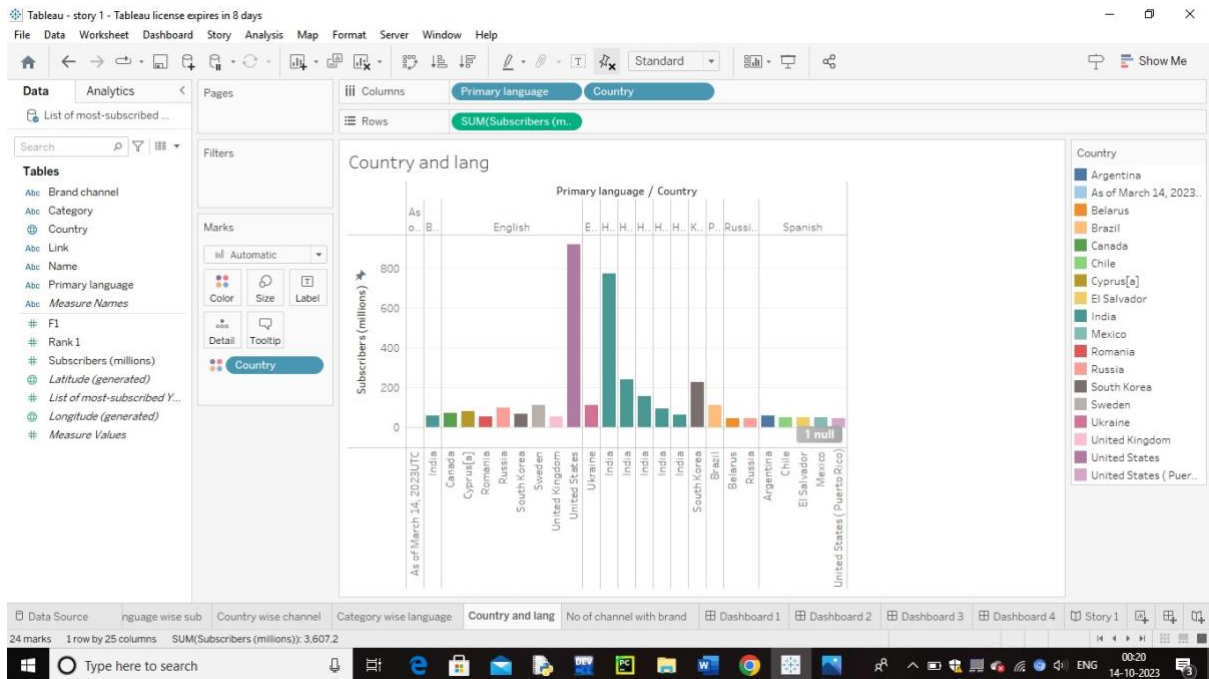 Tableau - story 1 - Tableau license expires in 8 days
File Data Worksheet Dashboard Story Analysis Map Format Server Window Help
Standard
Show Me
Data Analytics
List of most-subscribed ...
Search
Tables
Abc Brand channel
Abc Category
Country
Abc Link
Abc Name
Abc Primary language
Abc Measure Names
# F1
# Rank 1
# Subscribers (millions)
Latitude (generated)
# List of most-subscribed Y...
Longitude (generated)
# Measure Values
Pages
Filters
Marks
Automatic
Color Size Label
Detail Tooltip
Country
iii Columns Primary language Country
Rows SUM(Subscribers (m..
Country and lang
Primary language / Country
As
o.. B.. English E.. H.. H.. H.. H.. H.. K.. P.. Russi.. Spanish
Subscribers (millions)
800
600
400
200
0
1 null
As of March 14, 2023UTC
India
Canada
Cyprus[a]
Romania
Russia
South Korea
Sweden
United Kingdom
United States
Ukraine
India
India
India
India
India
South Korea
Brazil
Belarus
Russia
Argentina
Chile
El Salvador
Mexico
United States ( Puerto Rico)
Country
Argentina
As of March 14, 2023..
Belarus
Brazil
Canada
Chile
Cyprus[a]
El Salvador
India
Mexico
Romania
Russia
South Korea
Sweden
Ukraine
United Kingdom
United States
United States ( Puer..
Data Source nguage wise sub Country wise channel Category wise language Country and lang No of channel with brand Dashboard 1 Dashboard 2 Dashboard 3 Dashboard 4 Story 1
24 marks 1 row by 25 columns SUM(Subscribers (millions)): 3,607.2
Type here to search
DEV
PC
W
ENG
00:20
14-10-2023
3